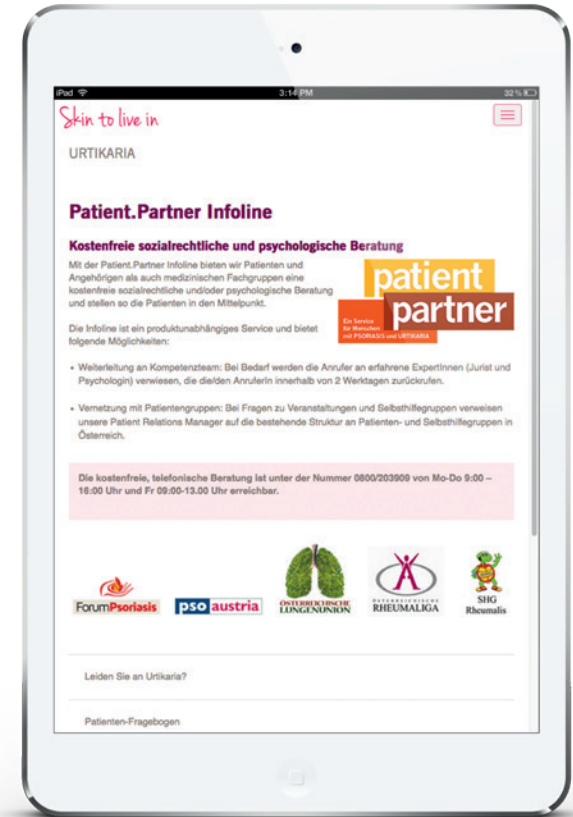 iPad 3:14 PM 32 %
Skin to live in
URTIKARIA
Patient.Partner Infoline
Kostenfreie sozialrechtliche und psychologische Beratung
Mit der Patient.Partner Infoline bieten wir Patienten und
Angehörigen als auch medizinischen Fachgruppen eine
kostenfreie sozialrechtliche und/oder psychologische Beratung
und stellen so die Patienten in den Mittelpunkt.
patient
partner
Ein Service
für Menschen
mit PSORIASIS und URTIKARIA
Die Infoline ist ein produktunabhängiges Service und bietet
folgende Möglichkeiten:
• Weiterleitung an Kompetenzteam: Bei Bedarf werden die Anrufer an erfahrene ExpertInnen (Jurist und
Psychologin) verwiesen, die die/den AnruferIn innerhalb von 2 Werktagen zurückrufen.
• Vernetzung mit Patientengruppen: Bei Fragen zu Veranstaltungen und Selbsthilfegruppen verweisen
unsere Patient Relations Manager auf die bestehende Struktur an Patienten- und Selbsthilfegruppen in
Österreich.
Die kostenfreie, telefonische Beratung ist unter der Nummer 0800/203909 von Mo-Do 9:00 –
16:00 Uhr und Fr 09:00-13.00 Uhr erreichbar.
ForumPsoriasis
pso austria
ÖSTERREICHISCHE
LUNGENUNION
ÖSTERREICHISCHE
RHEUMALIGA
SHG
Rheumalis
Leiden Sie an Urtikaria?
Patienten-Fragebogen